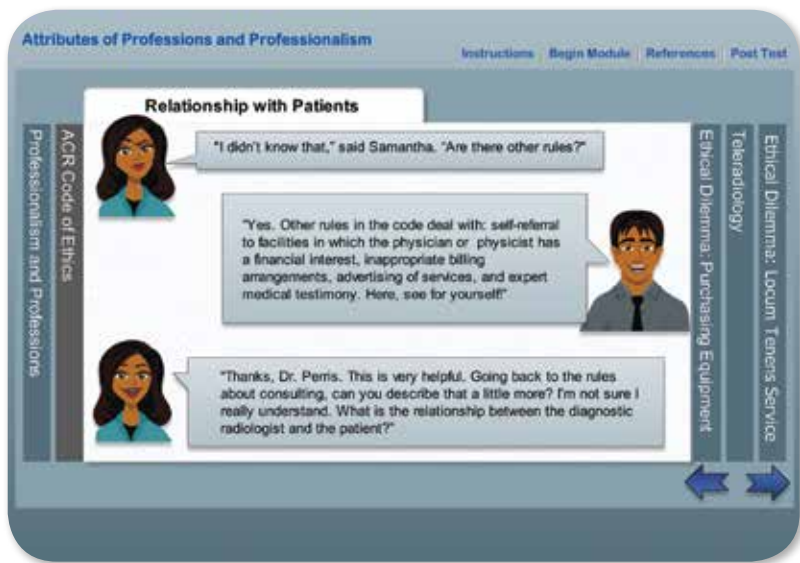 Attributes of Professions and Professionalism
Instructions | Begin Module | References | Post Test
Professionalism and Professions
ACR Code of Ethics
Relationship with Patients
"I didn't know that," said Samantha. "Are there other rules?"
"Yes. Other rules in the code deal with: self-referral
to facilities in which the physician or physicist has
a financial interest, inappropriate billing
arrangements, advertising of services, and expert
medical testimony. Here, see for yourself!"
"Thanks, Dr. Perris. This is very helpful. Going back to the rules
about consulting, can you describe that a little more? I'm not sure I
really understand. What is the relationship between the diagnostic
radiologist and the patient?"
Ethical Dilemma: Purchasing Equipment
Teleradiology
Ethical Dilemma: Locum Tenens Service